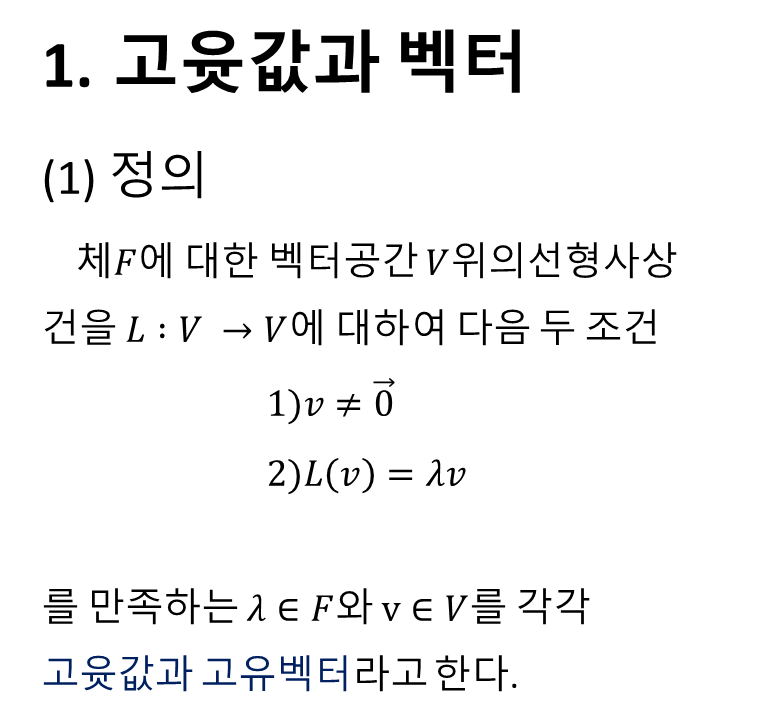 1. 고윳값과 벡터
(1) 정의
체F에 대한 벡터공간 V위의선형사상
건을 L : V → V에 대하여 다음 두 조건
1)v ≠ 0⃗
2)L(v) = λv
를 만족하는 λ ∈ F와 v ∈ V를 각각
고윳값과 고유벡터라고 한다.